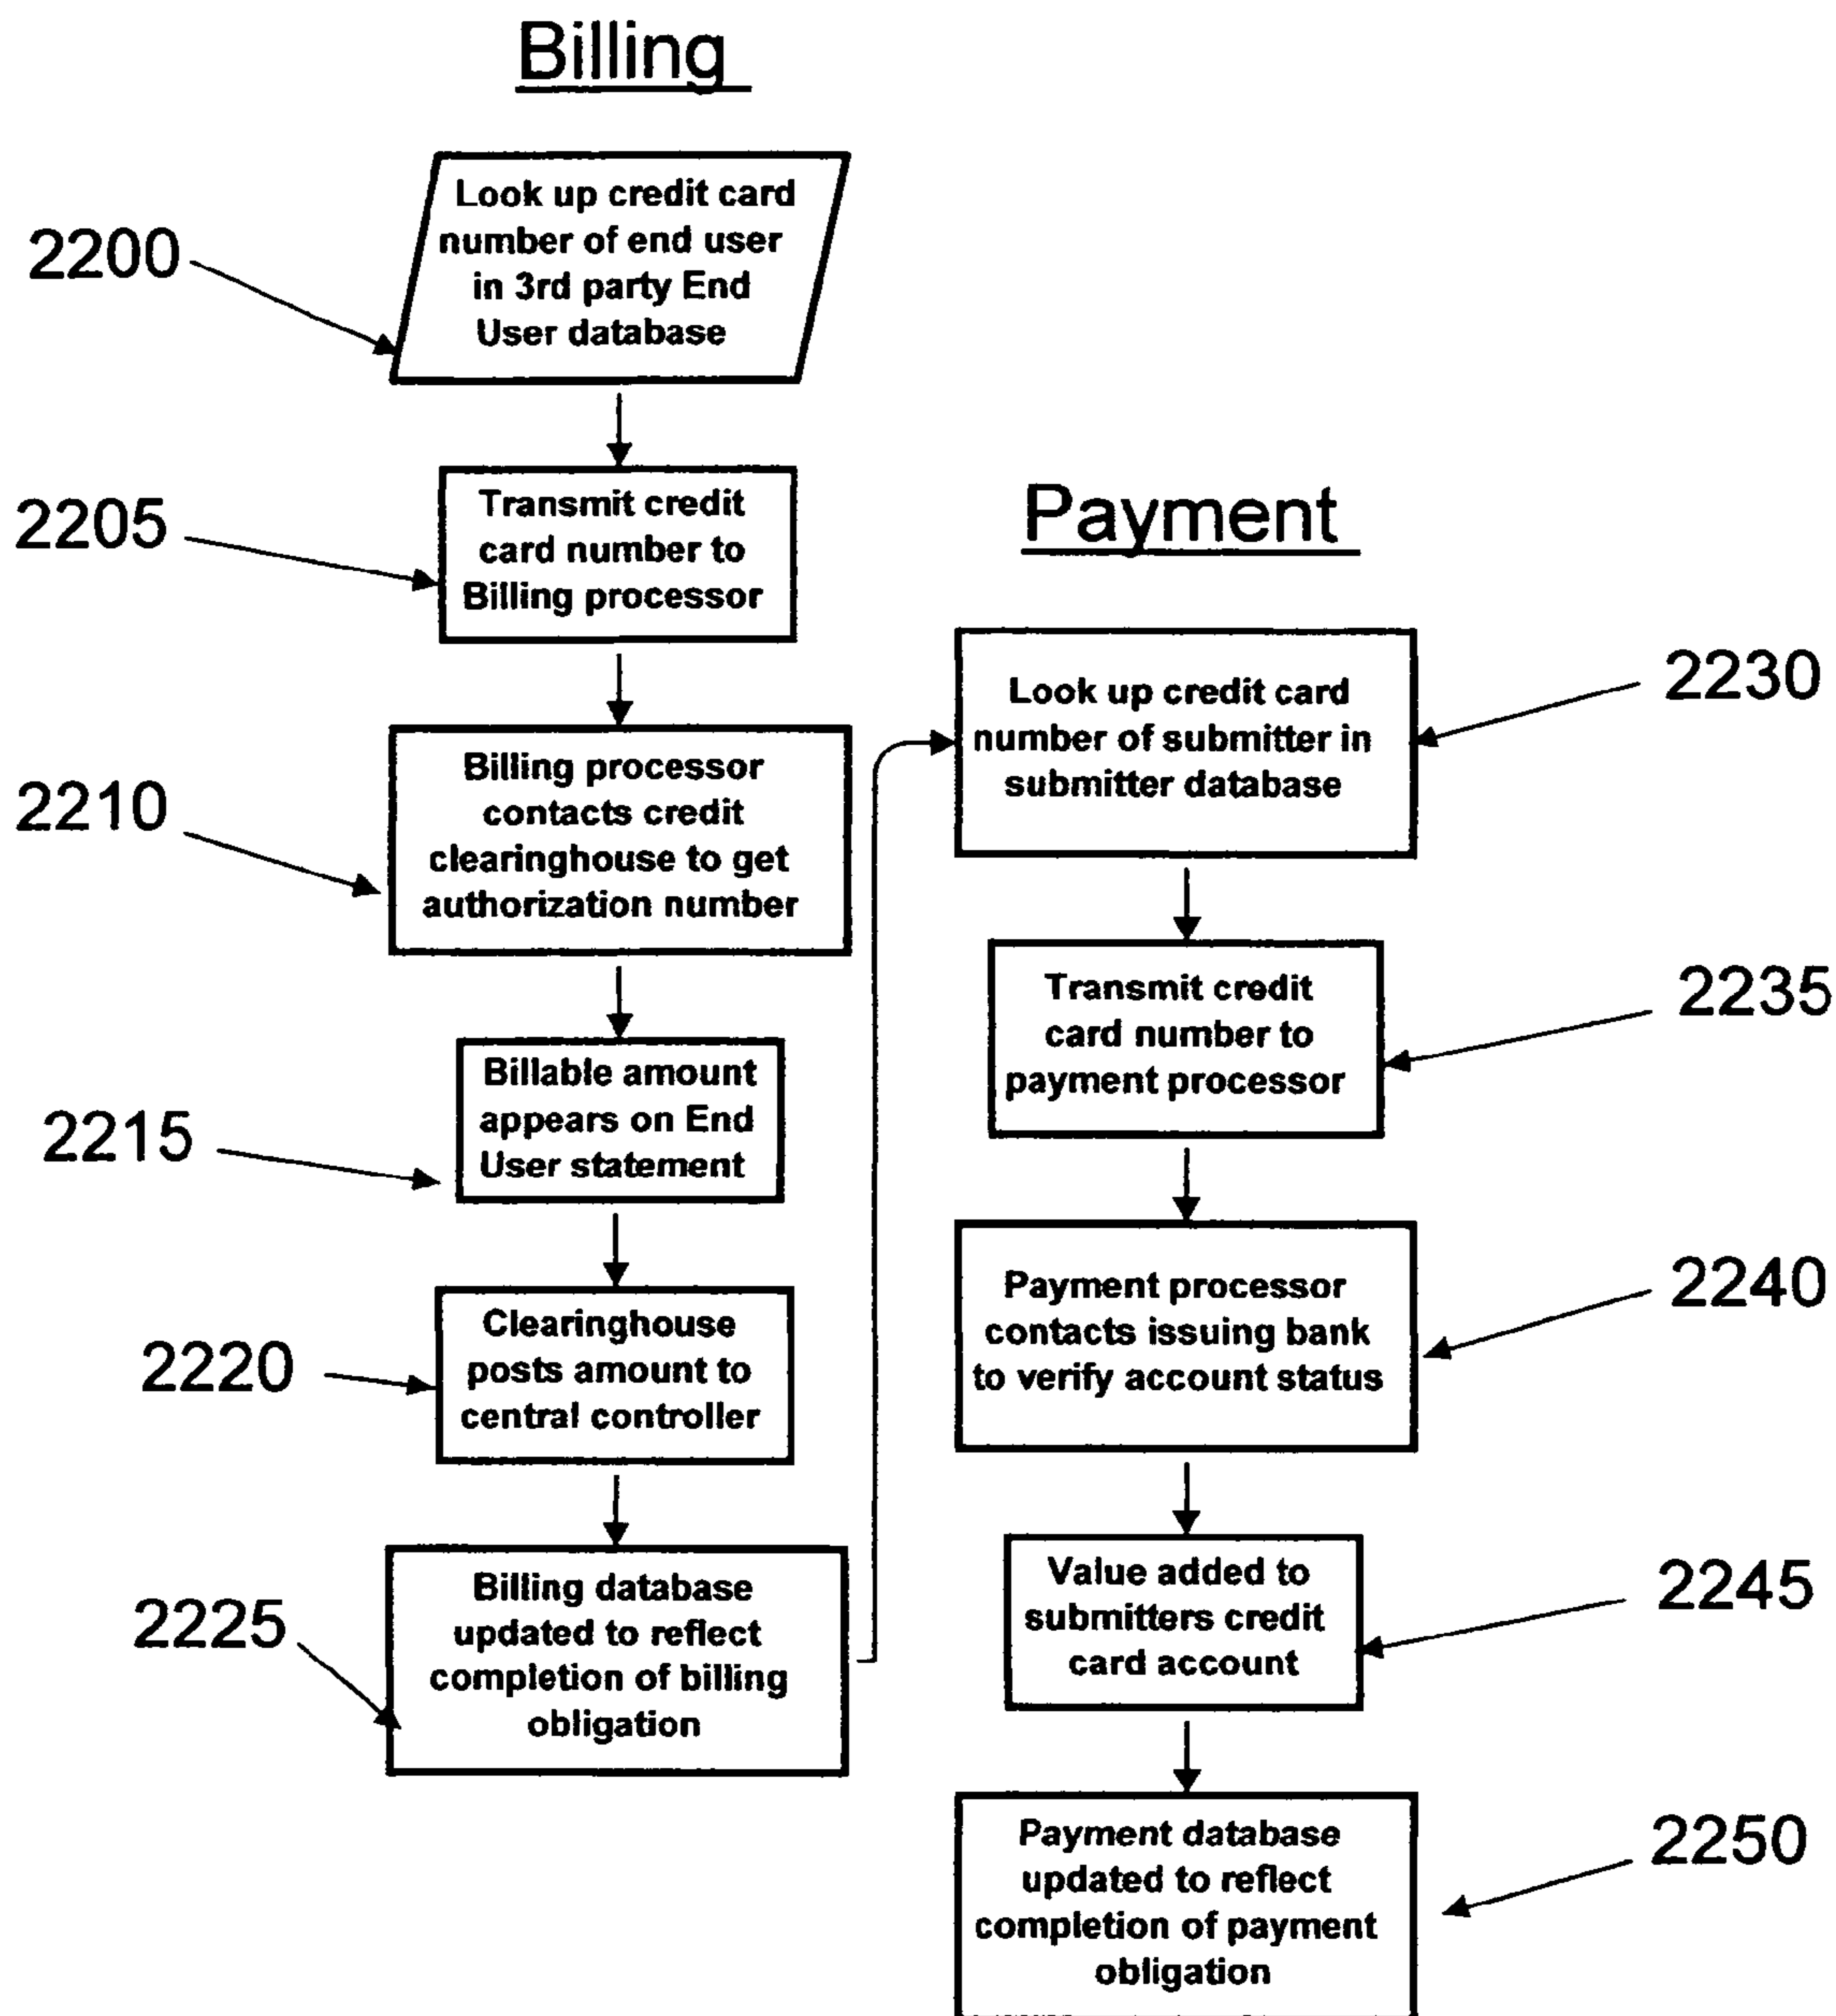 Billing
2200
Look up credit card
number of end user
in 3rd party End
User database
2205
Transmit credit
card number to
Billing processor
2210
Billing processor
contacts credit
clearinghouse to get
authorization number
2215
Billable amount
appears on End
User statement
2220
Clearinghouse
posts amount to
central controller
2225
Billing database
updated to reflect
completion of billing
obligation
Payment
2230
Look up credit card
number of submitter in
submitter database
2235
Transmit credit
card number to
payment processor
2240
Payment processor
contacts issuing bank
to verify account status
2245
Value added to
submitters credit
card account
2250
Payment database
updated to reflect
completion of payment
obligation